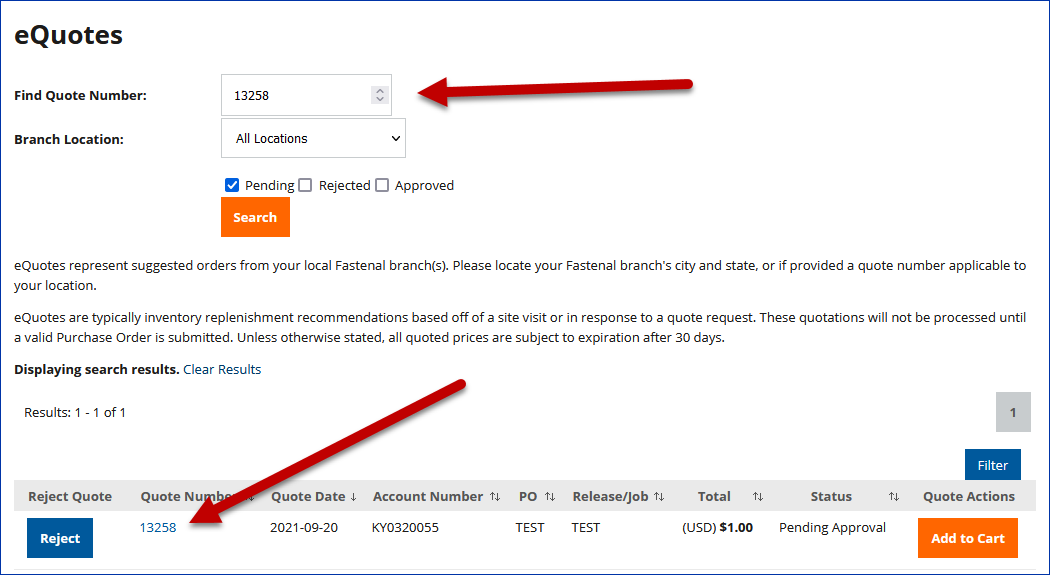 eQuotes
Find Quote Number: 13258
Branch Location: All Locations
Pending Rejected Approved
Search
eQuotes represent suggested orders from your local Fastenal branch(s). Please locate your Fastenal branch's city and state, or if provided a quote number applicable to
your location.
eQuotes are typically inventory replenishment recommendations based off of a site visit or in response to a quote request. These quotations will not be processed until
a valid Purchase Order is submitted. Unless otherwise stated, all quoted prices are subject to expiration after 30 days.
Displaying search results. Clear Results
Results: 1 - 1 of 1 1
Filter
Reject Quote Quote Number Quote Date ↓ Account Number ↑↓ PO ↑↓ Release/Job ↑↓ Total ↑↓ Status ↑↓ Quote Actions
Reject 13258 2021-09-20 KY0320055 TEST TEST (USD) $1.00 Pending Approval Add to Cart